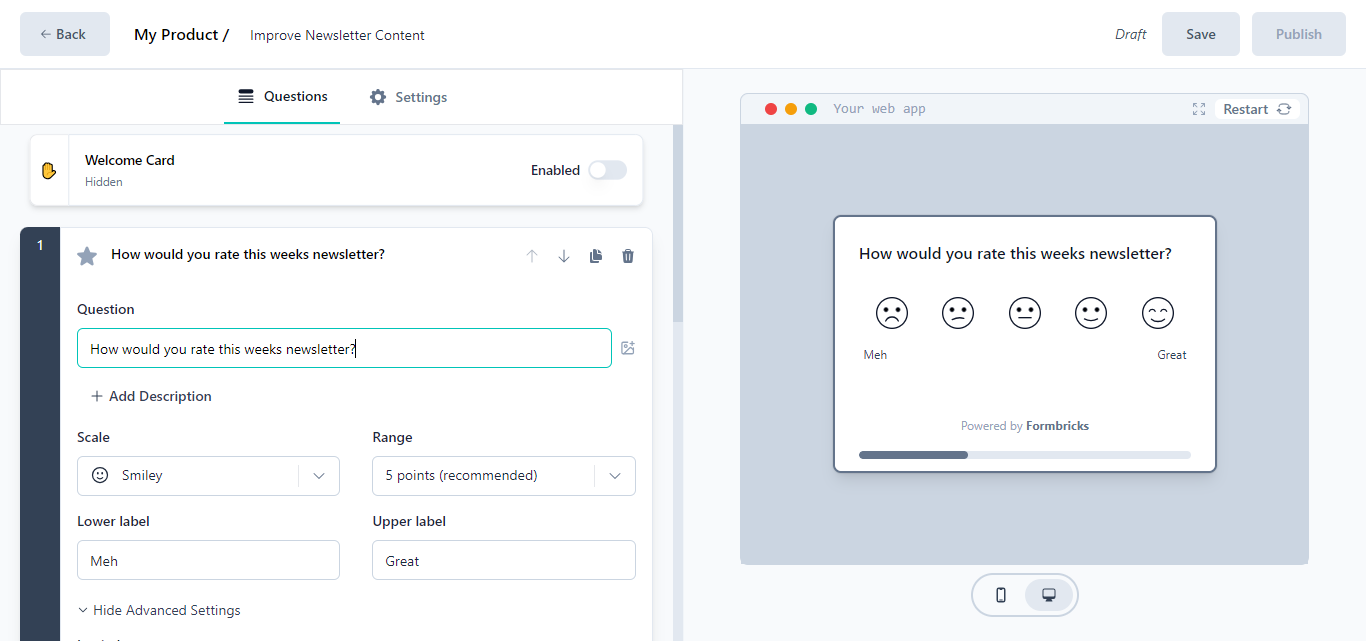 Back
My Product /
Improve Newsletter Content
Draft
Save
Publish
Questions
Settings
Welcome Card
Hidden
Enabled
1
How would you rate this weeks newsletter?
Question
How would you rate this weeks newsletter?
Add Description
Scale
Range
Smiley
5 points (recommended)
Lower label
Upper label
Meh
Great
Hide Advanced Settings
Your web app
Restart
How would you rate this weeks newsletter?
Meh
Great
Powered by Formbricks